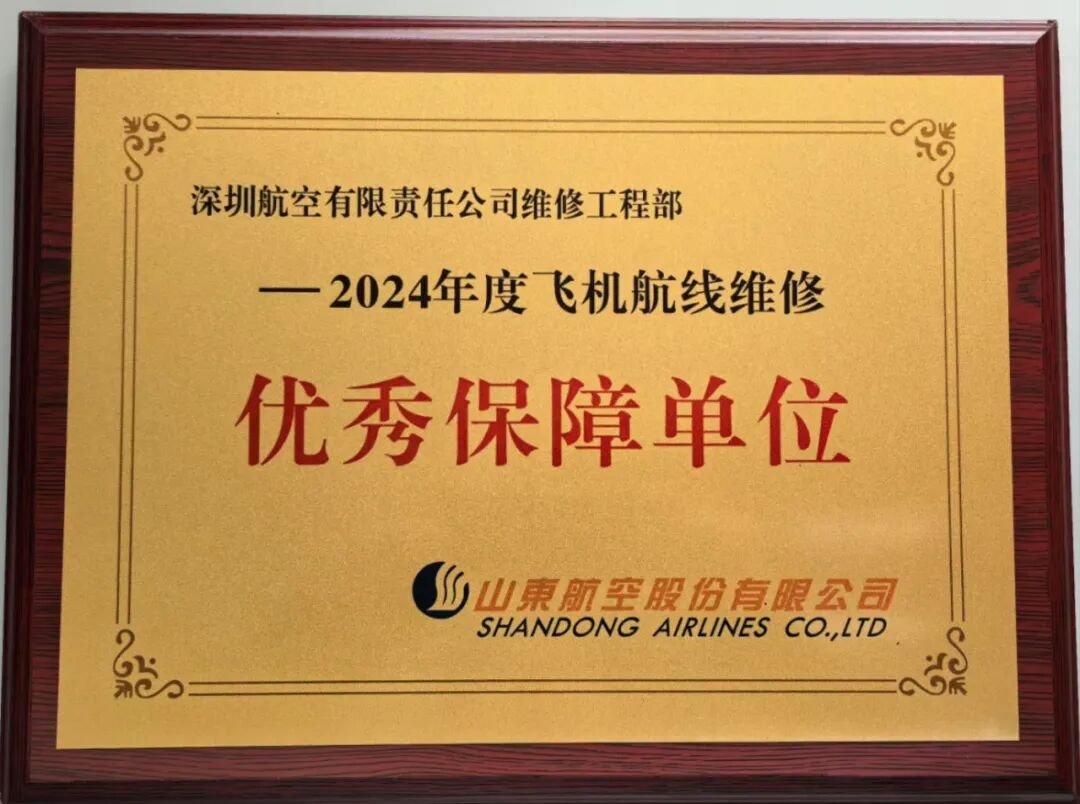 深圳航空有限责任公司维修工程部
—2024年度飞机航线维修
优秀保障单位
山東航空股份有限公司
SHANDONG AIRLINES CO.,LTD